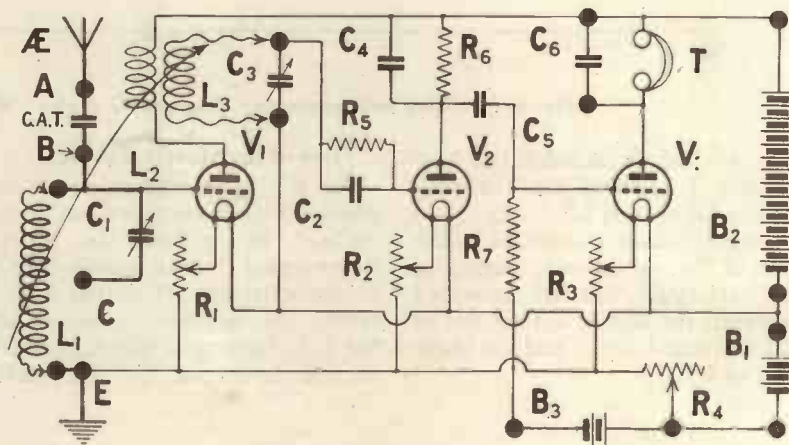 Æ
A
C.A.T.
B
L₂
L₃
C₃
V₁
C₁
C
L₁
E
R₁
R₅
C₂
C₄
R₆
V₂
C₅
R₂
R₇
C₆
T
V:
R₃
B₂
B₁
B₃
R₄